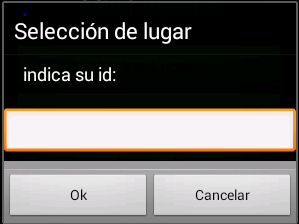 Selección de lugar
indica su id:
Ok
Cancelar